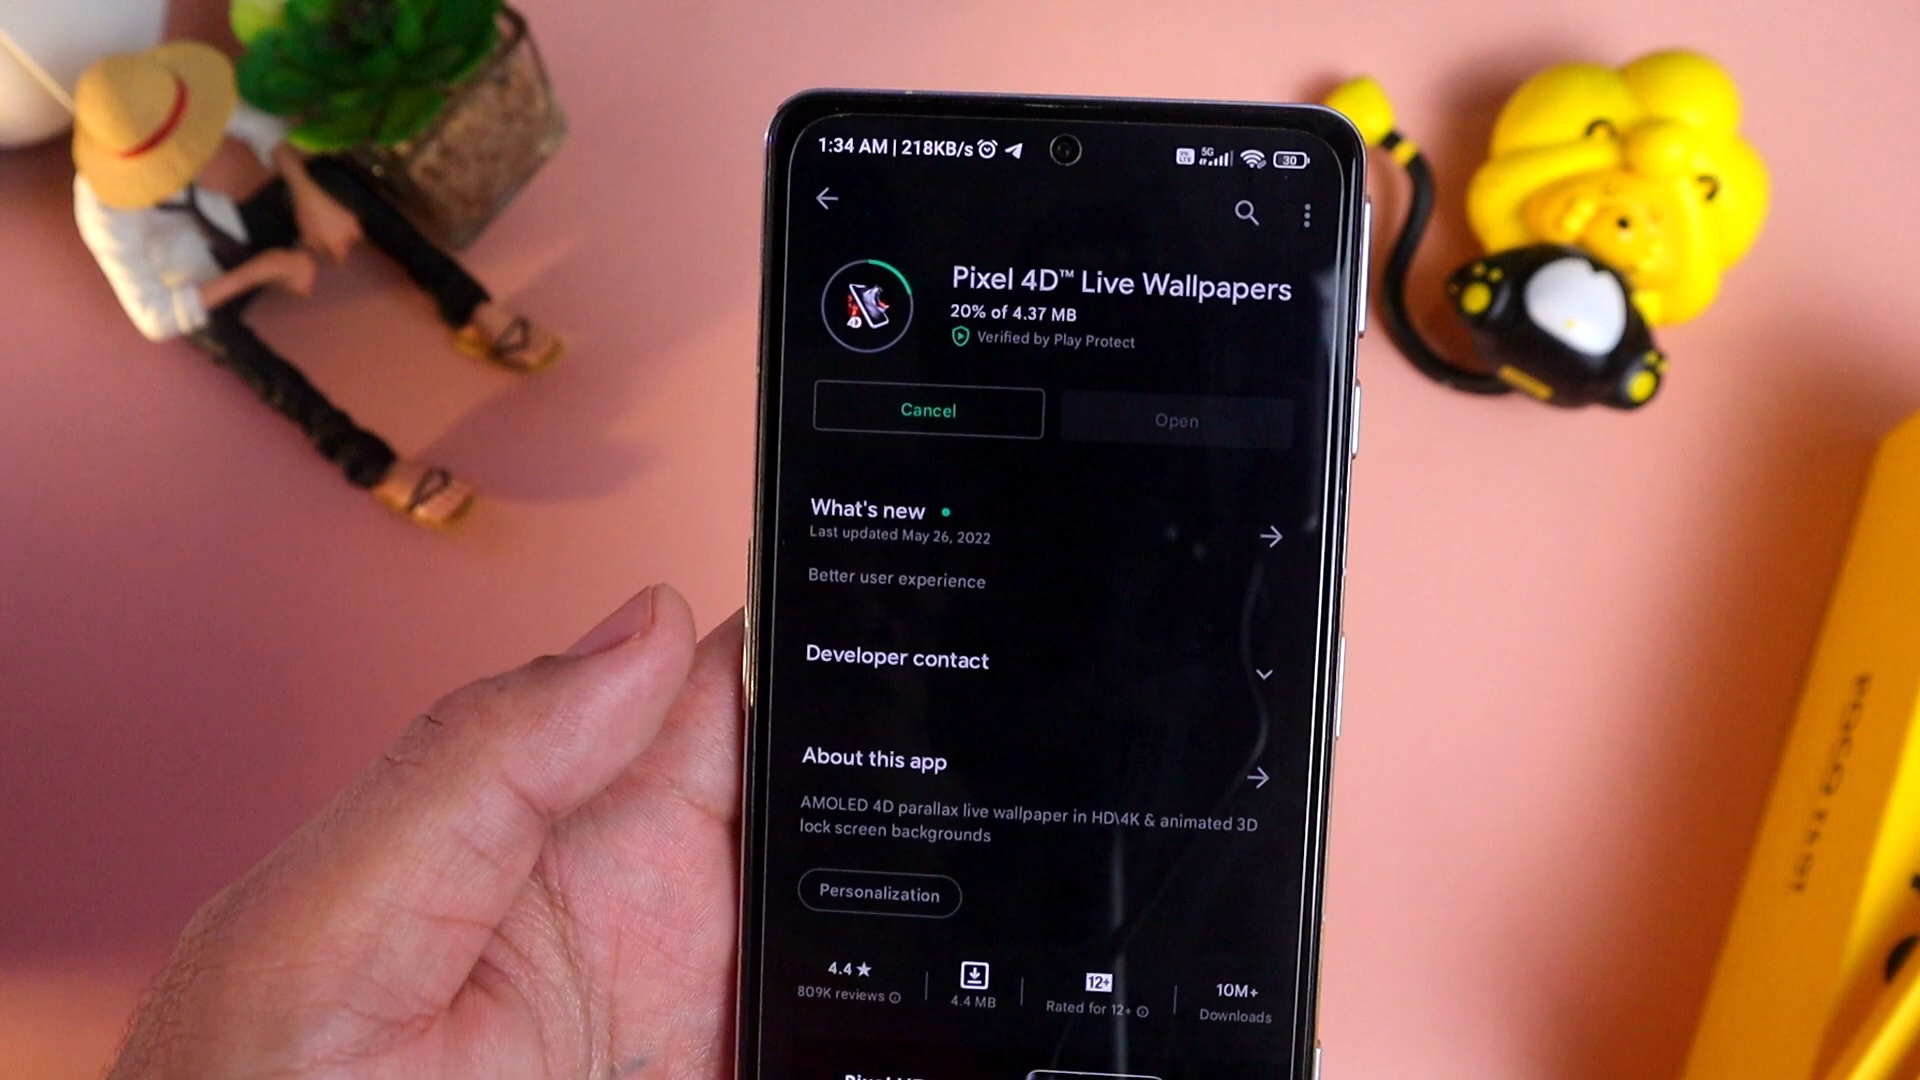 1:34 AM | 218KB/s
5G
30
Pixel 4D™ Live Wallpapers
4D
20% of 4.37 MB
Verified by Play Protect
Cancel
Open
What's new
Last updated May 26, 2022
Better user experience
Developer contact
About this app
AMOLED 4D parallax live wallpaper in HD\4K & animated 3D
lock screen backgrounds
Personalization
4.4★
809K reviews
4.4 MB
12+
Rated for 12+
10M+
Downloads